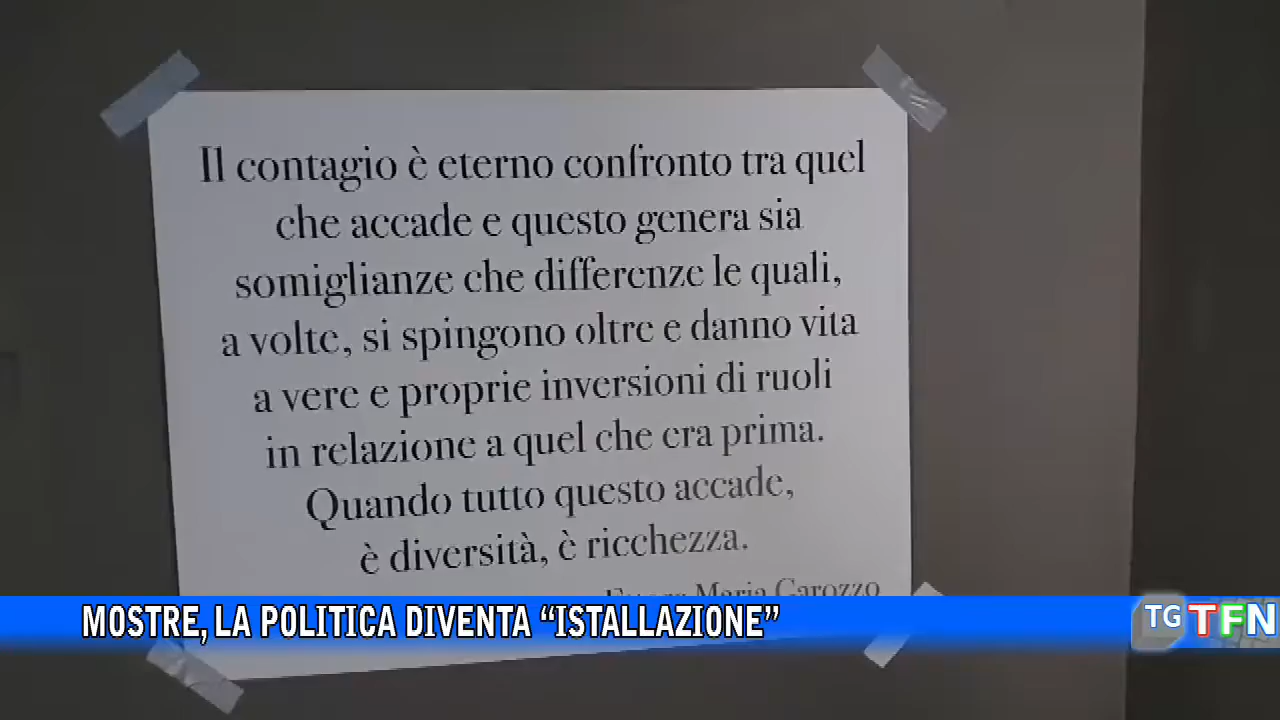 Il contagio è eterno confronto tra quel
che accade e questo genera sia
somiglianze che differenze le quali,
a volte, si spingono oltre e danno vita
a vere e proprie inversioni di ruoli
in relazione a quel che era prima.
Quando tutto questo accade,
è diversità, è ricchezza.
Maria Carozzo
MOSTRE, LA POLITICA DIVENTA “ISTALLAZIONE”
TG TFN